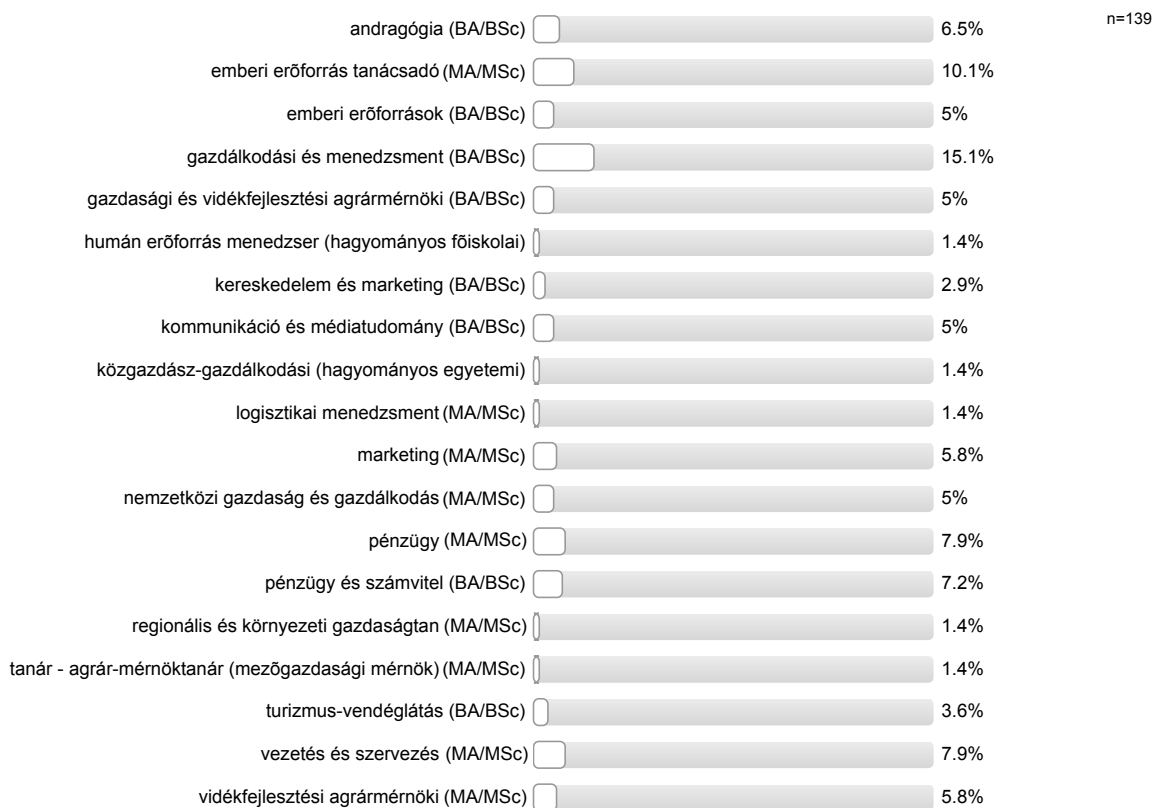 n=139
andragógia (BA/BSc) 6.5%
emberi erõforrás tanácsadó (MA/MSc) 10.1%
emberi erõforrások (BA/BSc) 5%
gazdálkodási és menedzsment (BA/BSc) 15.1%
gazdasági és vidékfejlesztési agrármérnöki (BA/BSc) 5%
humán erõforrás menedzser (hagyományos fõiskolai) 1.4%
kereskedelem és marketing (BA/BSc) 2.9%
kommunikáció és médiatudomány (BA/BSc) 5%
közgazdász-gazdálkodási (hagyományos egyetemi) 1.4%
logisztikai menedzsment (MA/MSc) 1.4%
marketing (MA/MSc) 5.8%
nemzetközi gazdaság és gazdálkodás (MA/MSc) 5%
pénzügy (MA/MSc) 7.9%
pénzügy és számvitel (BA/BSc) 7.2%
regionális és környezeti gazdaságtan (MA/MSc) 1.4%
tanár - agrár-mérnöktanár (mezõgazdasági mérnök) (MA/MSc) 1.4%
turizmus-vendéglátás (BA/BSc) 3.6%
vezetés és szervezés (MA/MSc) 7.9%
vidékfejlesztési agrármérnöki (MA/MSc) 5.8%